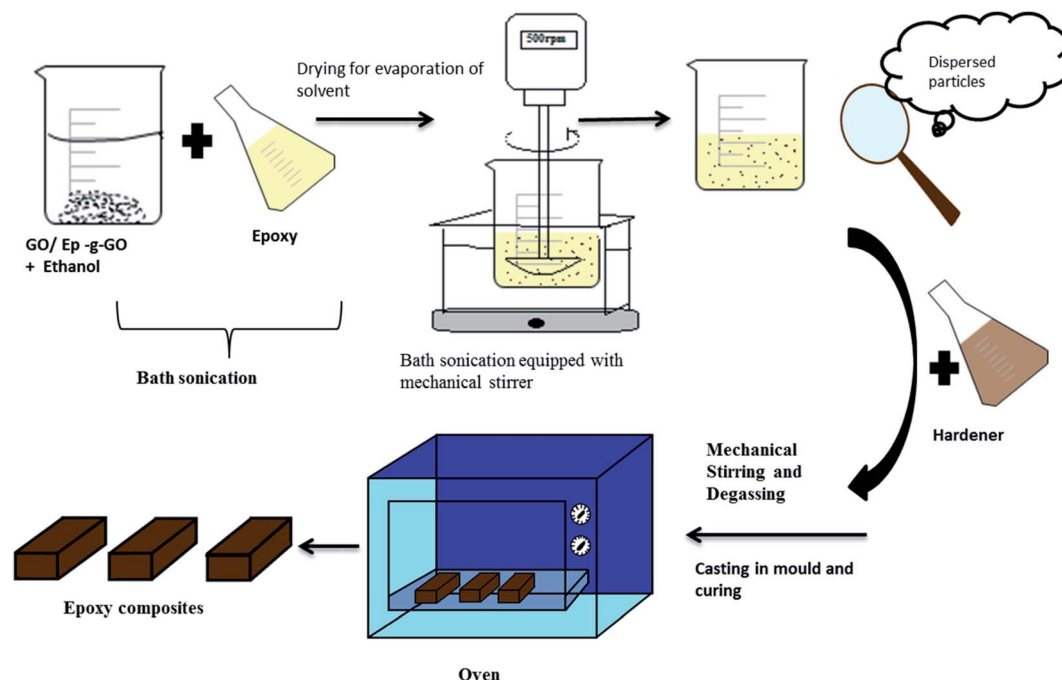 500rpm
Dispersed
particles
Drying for evaporation of
solvent
GO/ Ep -g-GO
+ Ethanol
Epoxy
Bath sonication
Bath sonication equipped with
mechanical stirrer
Hardener
Mechanical
Stirring and
Degassing
Casting in mould and
curing
Epoxy composites
Oven